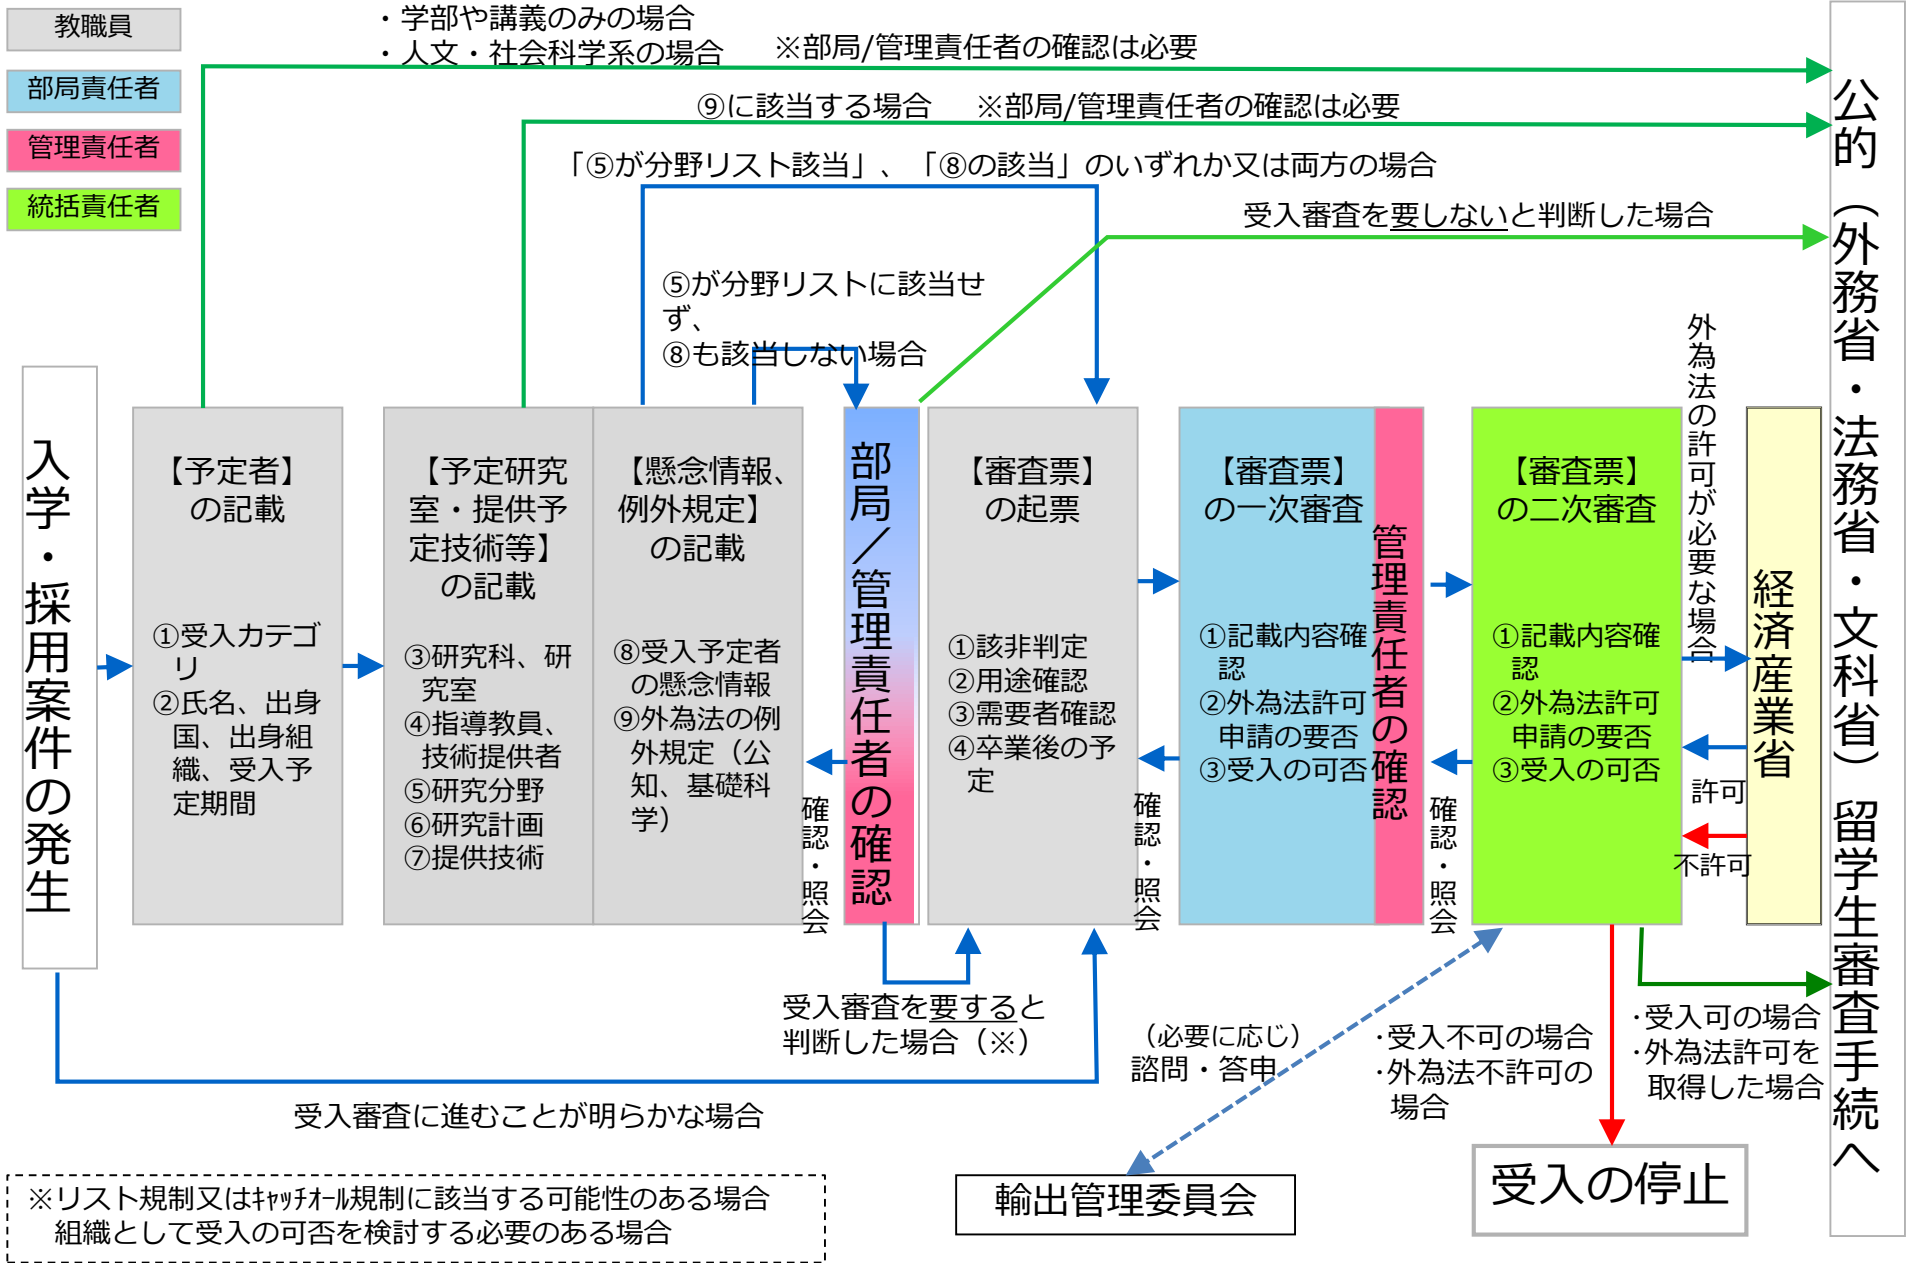 教職員
部局責任者
管理責任者
統括責任者
・学部や講義のみの場合
・人文・社会科学系の場合
※部局/管理責任者の確認は必要
⑨に該当する場合
※部局/管理責任者の確認は必要
「⑤が分野リスト該当」、「⑧の該当」のいずれか又は両方の場合
受入審査を要しないと判断した場合
⑤が分野リストに該当せ
ず、
⑧も該当しない場合
入学・採用案件の発生
【予定者】
の記載
①受入カテゴ
リ
②氏名、出身
国、出身組
織、受入予
定期間
【予定研究
室・提供予
定技術等】
の記載
③研究科、研
究室
④指導教員、
技術提供者
⑤研究分野
⑥研究計画
⑦提供技術
【懸念情報、
例外規定】
の記載
⑧受入予定者
の懸念情報
⑨外為法の例
外規定（公
知、基礎科
学）
確認・照会
部局／管理責任者の確認
【審査票】
の起票
①該非判定
②用途確認
③需要者確認
④卒業後の予
定
確認・照会
【審査票】
の一次審査
①記載内容確
認
②外為法許可
申請の要否
③受入の可否
管理責任者の確認
確認・照会
【審査票】
の二次審査
①記載内容確
認
②外為法許可
申請の要否
③受入の可否
外為法の許可が必要な場合
許可
不許可
経済産業省
公的（外務省・法務省・文科省）留学生審査手続へ
受入審査を要すると
判断した場合（※）
受入審査に進むことが明らかな場合
（必要に応じ）
諮問・答申
･受入不可の場合
･外為法不許可の
場合
･受入可の場合
･外為法許可を
取得した場合
※リスト規制又はｷｬｯﾁｵｰﾙ規制に該当する可能性のある場合
組織として受入の可否を検討する必要のある場合
輸出管理委員会
受入の停止